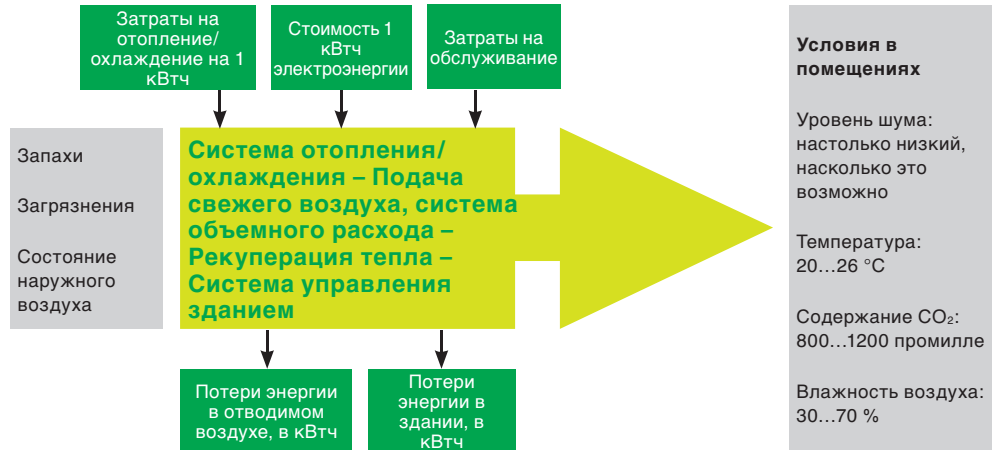 Затраты на
отопление/
охлаждение на 1
кВтч
Стоимость 1
кВтч
электроэнергии
Затраты на
обслуживание
Запахи
Загрязнения
Состояние
наружного
воздуха
Система отопления/
охлаждения – Подача
свежего воздуха, система
объемного расхода –
Рекуперация тепла –
Система управления
зданием
Потери энергии
в отводимом
воздухе, в кВтч
Потери
энергии в
здании, в
кВтч
Условия в
помещениях
Уровень шума:
настолько низкий,
насколько это
возможно
Температура:
20…26 °C
Содержание CO₂:
800…1200 промилле
Влажность воздуха:
30…70 %